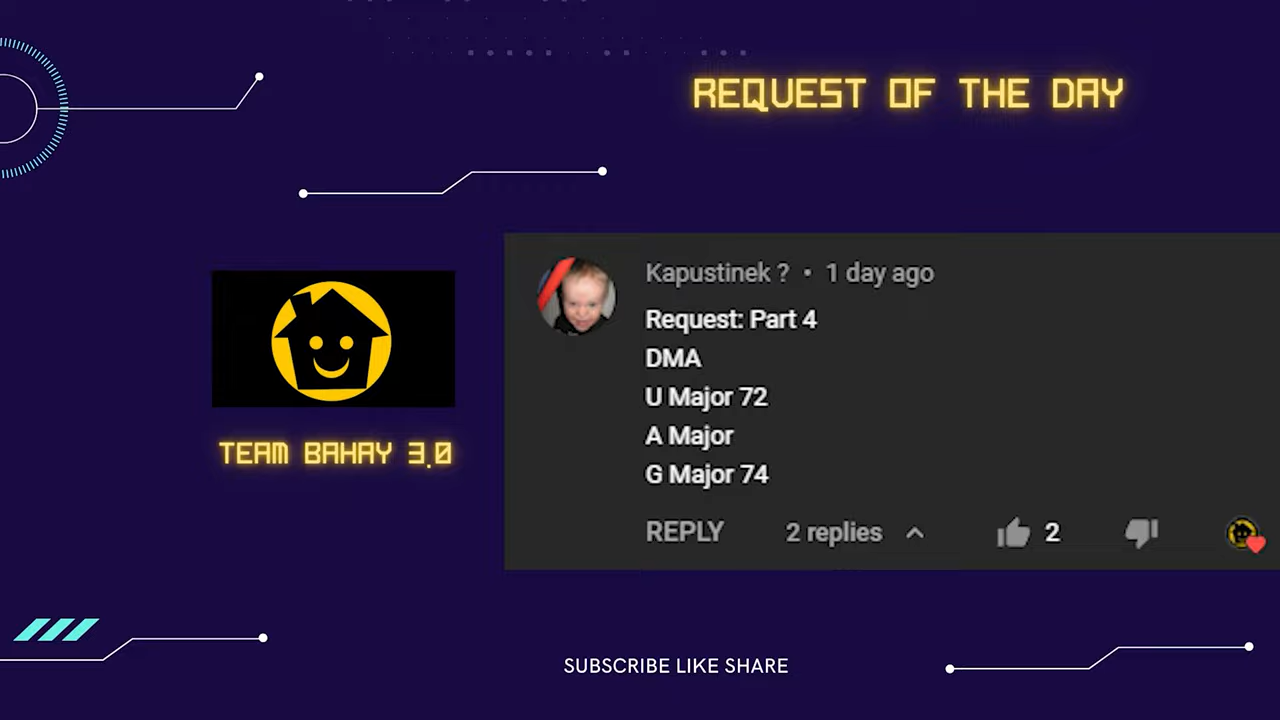 REQUEST OF THE DAY
Kapustinek ? • 1 day ago
Request: Part 4
DMA
U Major 72
A Major
G Major 74
REPLY 2 replies 2
TEAM BAHAY 3.0
SUBSCRIBE LIKE SHARE